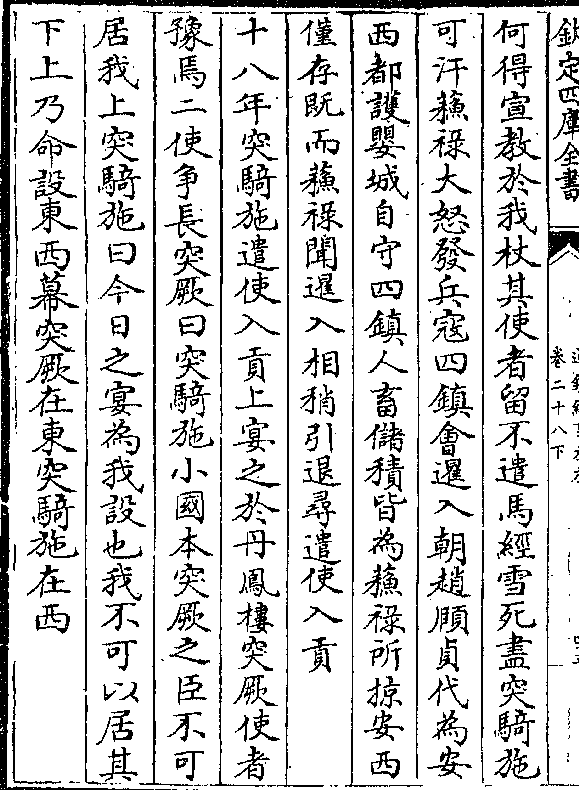 欽定四庫全書
卷二十八下
何得宣教於我杖其使者留不遣馬經雪死盡突騎施
可汗蘇祿大怒發兵寇四鎮會暹入朝趙頤貞代為安
西都護嬰城自守四鎮人畜儲積皆為蘇祿所掠安西
僅存既而蘇祿聞暹入相稍引退尋遣使入貢
十八年突騎施遣使入貢上宴之於丹鳳樓突厥使者
豫焉二使爭長突厥曰突騎施小國本突厥之臣不可
居我上突騎施曰今日之宴為我設也我不可以居其
下上乃命設東西幕突厥在東突騎施在西